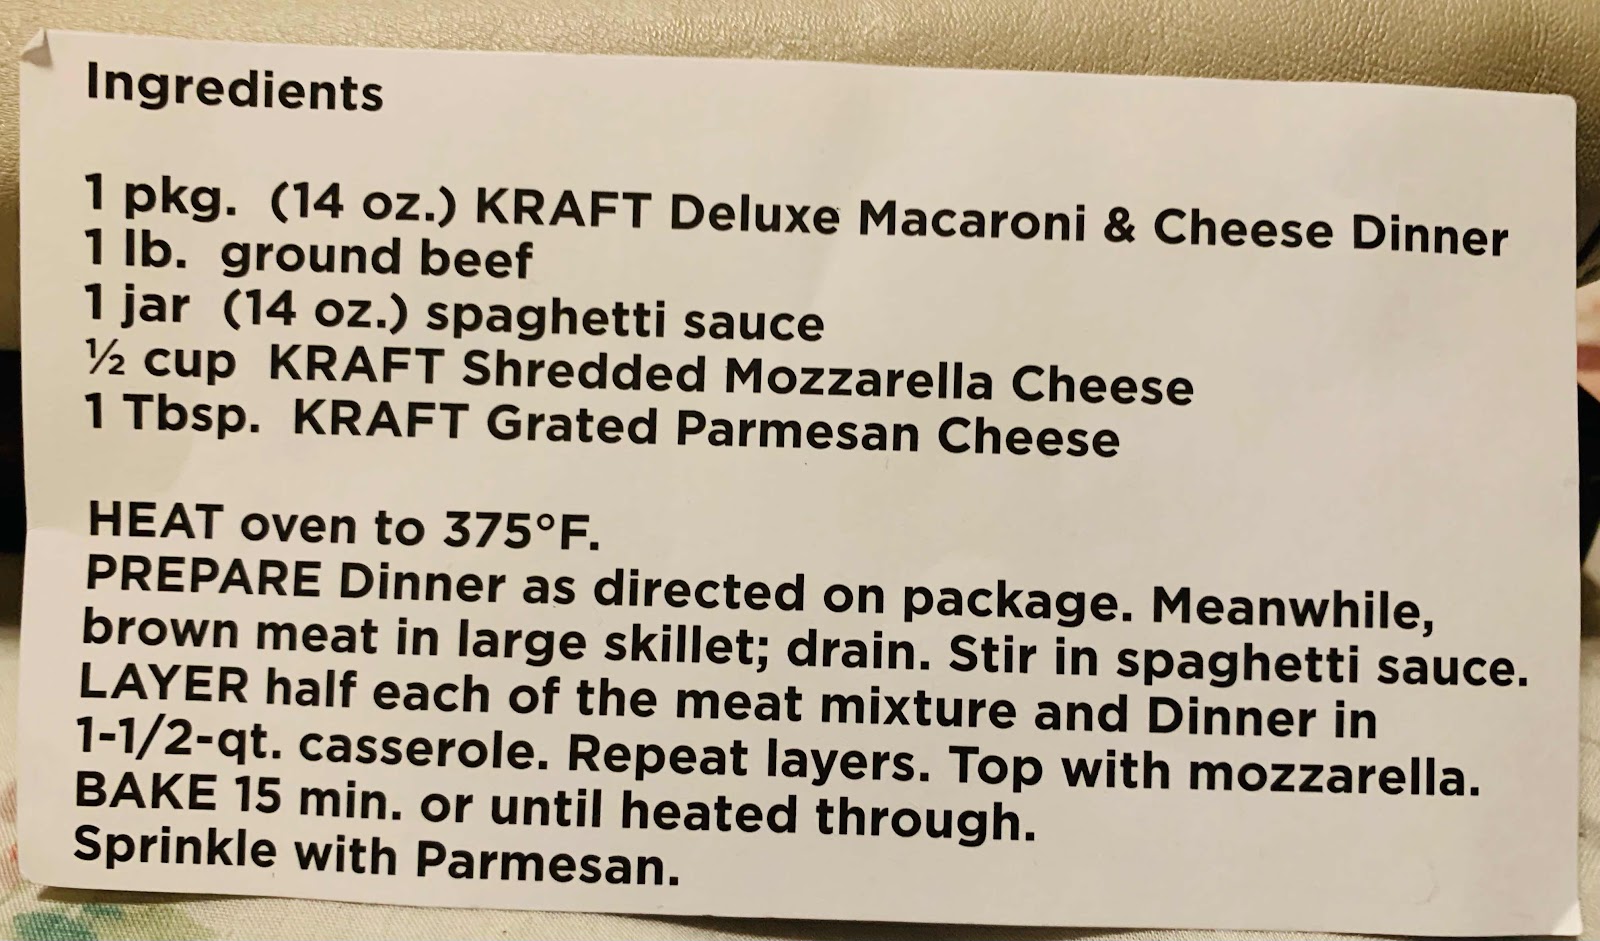 Ingredients
1 pkg.  (14 oz.) KRAFT Deluxe Macaroni & Cheese Dinner
1 lb.  ground beef
1 jar  (14 oz.) spaghetti sauce
½ cup  KRAFT Shredded Mozzarella Cheese
1 Tbsp.  KRAFT Grated Parmesan Cheese
HEAT oven to 375°F.
PREPARE Dinner as directed on package. Meanwhile,
brown meat in large skillet; drain. Stir in spaghetti sauce.
LAYER half each of the meat mixture and Dinner in
1-1/2-qt. casserole. Repeat layers. Top with mozzarella.
BAKE 15 min. or until heated through.
Sprinkle with Parmesan.